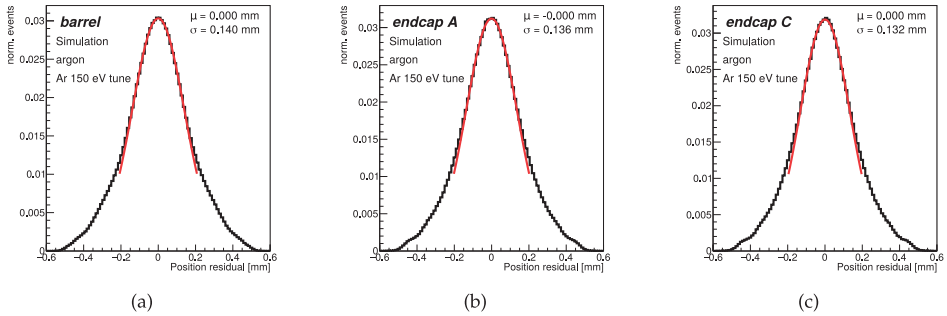 barrel
μ = 0.000 mm
σ = 0.140 mm
Simulation
argon
Ar 150 eV tune
norm. events
0.03
0.025
0.02
0.015
0.01
0.005
0
−0.6 −0.4 −0.2 0 0.2 0.4 0.6
Position residual [mm]
(a)
endcap A
μ = -0.000 mm
σ = 0.136 mm
Simulation
argon
Ar 150 eV tune
norm. events
0.03
0.025
0.02
0.015
0.01
0.005
0
−0.6 −0.4 −0.2 0 0.2 0.4 0.6
Position residual [mm]
(b)
endcap C
μ = 0.000 mm
σ = 0.132 mm
Simulation
argon
Ar 150 eV tune
norm. events
0.03
0.025
0.02
0.015
0.01
0.005
0
−0.6 −0.4 −0.2 0 0.2 0.4 0.6
Position residual [mm]
(c)